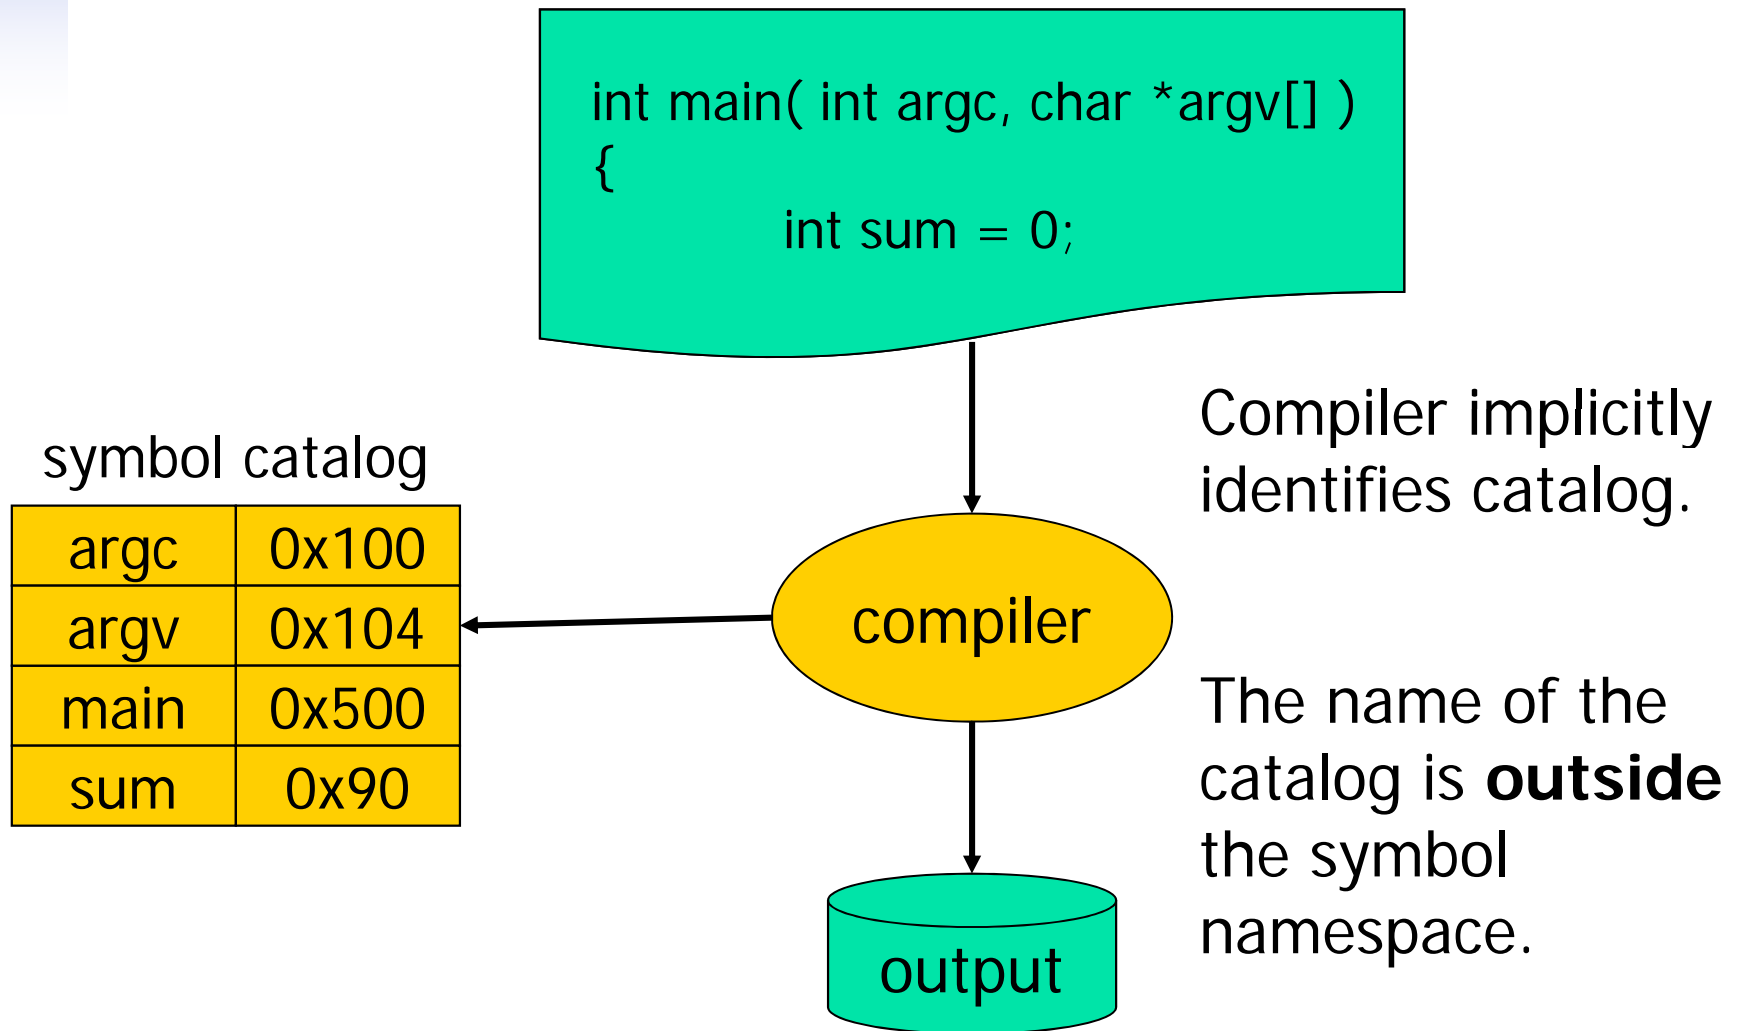 int main( int argc, char *argv[] )
{
int sum = 0;
Compiler implicitly
identifies catalog.
symbol catalog
argc 0x100
argv 0x104
main 0x500
sum 0x90
compiler
The name of the
catalog is outside
the symbol
namespace.
output